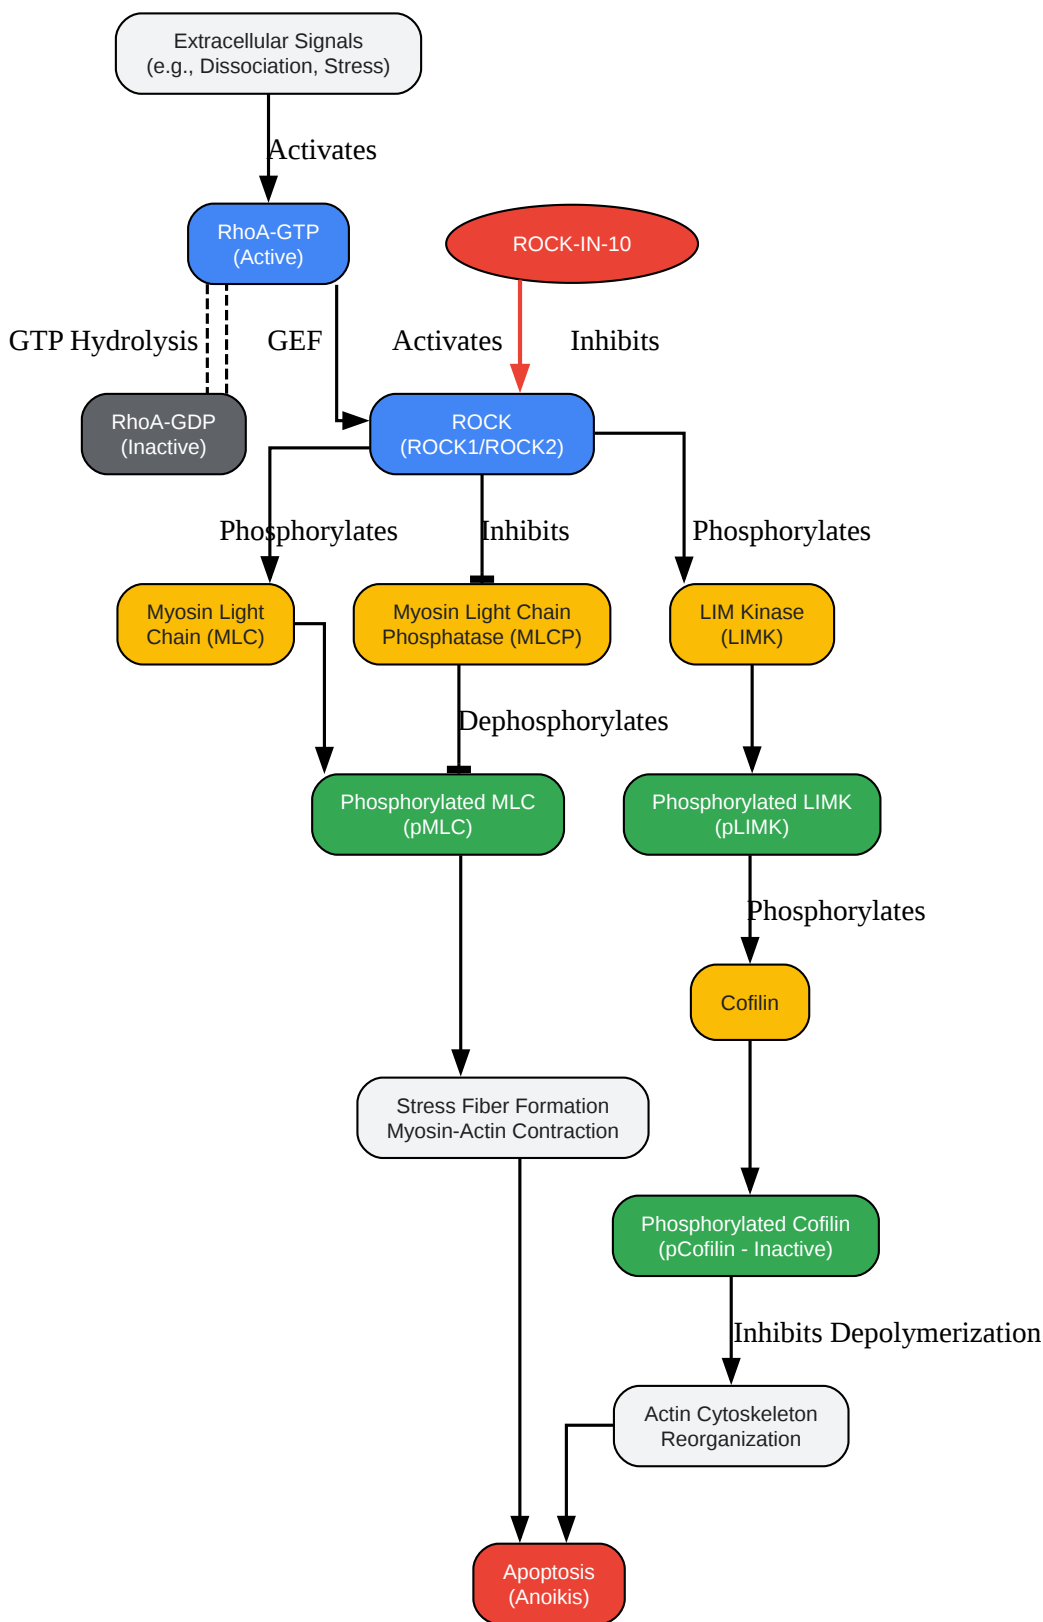 Extracellular Signals
(e.g., Dissociation, Stress)
Activates
RhoA-GTP
(Active)
ROCK-IN-10
GTP Hydrolysis
GEF
Activates
Inhibits
RhoA-GDP
(Inactive)
ROCK
(ROCK1/ROCK2)
Phosphorylates
Inhibits
Phosphorylates
Myosin Light
Chain (MLC)
Myosin Light Chain
Phosphatase (MLCP)
LIM Kinase
(LIMK)
Dephosphorylates
Phosphorylated MLC
(pMLC)
Phosphorylated LIMK
(pLIMK)
Phosphorylates
Cofilin
Stress Fiber Formation
Myosin-Actin Contraction
Phosphorylated Cofilin
(pCofilin - Inactive)
Inhibits Depolymerization
Actin Cytoskeleton
Reorganization
Apoptosis
(Anoikis)